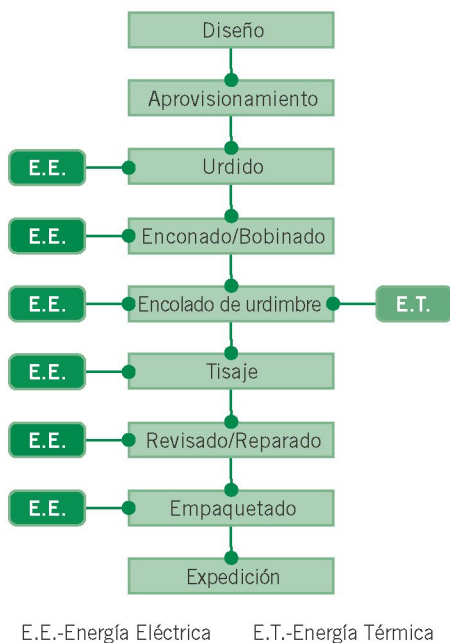 Diseño
Aprovisionamiento
E.E. Urdido
E.E. Enconado/Bobinado
E.E. Encolado de urdimbre E.T.
E.E. Tisaje
E.E. Revisado/Reparado
E.E. Empaquetado
Expedición
E.E.-Energía Eléctrica E.T.-Energía Térmica